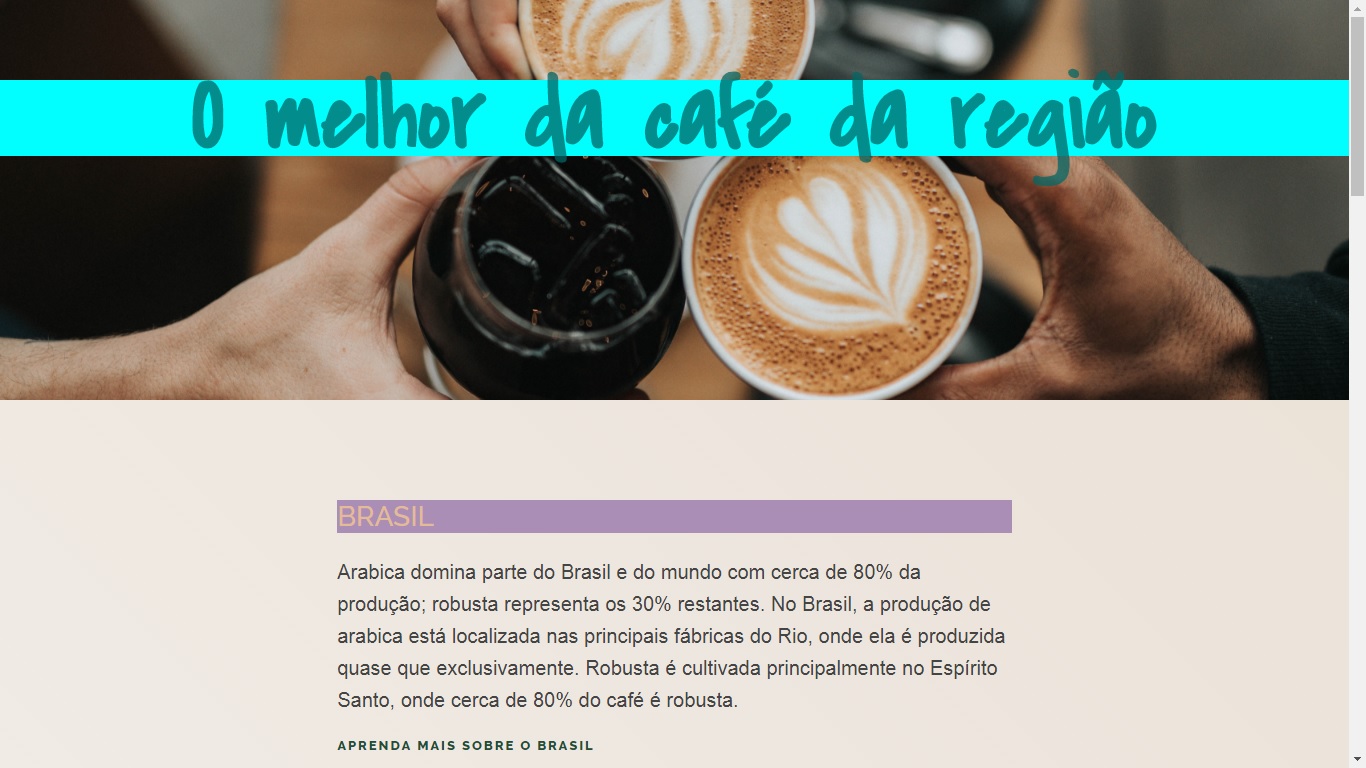 O melhor da café da região
BRASIL
Arabica domina parte do Brasil e do mundo com cerca de 80% da
produção; robusta representa os 30% restantes. No Brasil, a produção de
arabica está localizada nas principais fábricas do Rio, onde ela é produzida
quase que exclusivamente. Robusta é cultivada principalmente no Espírito
Santo, onde cerca de 80% do café é robusta.
APRENDA MAIS SOBRE O BRASIL